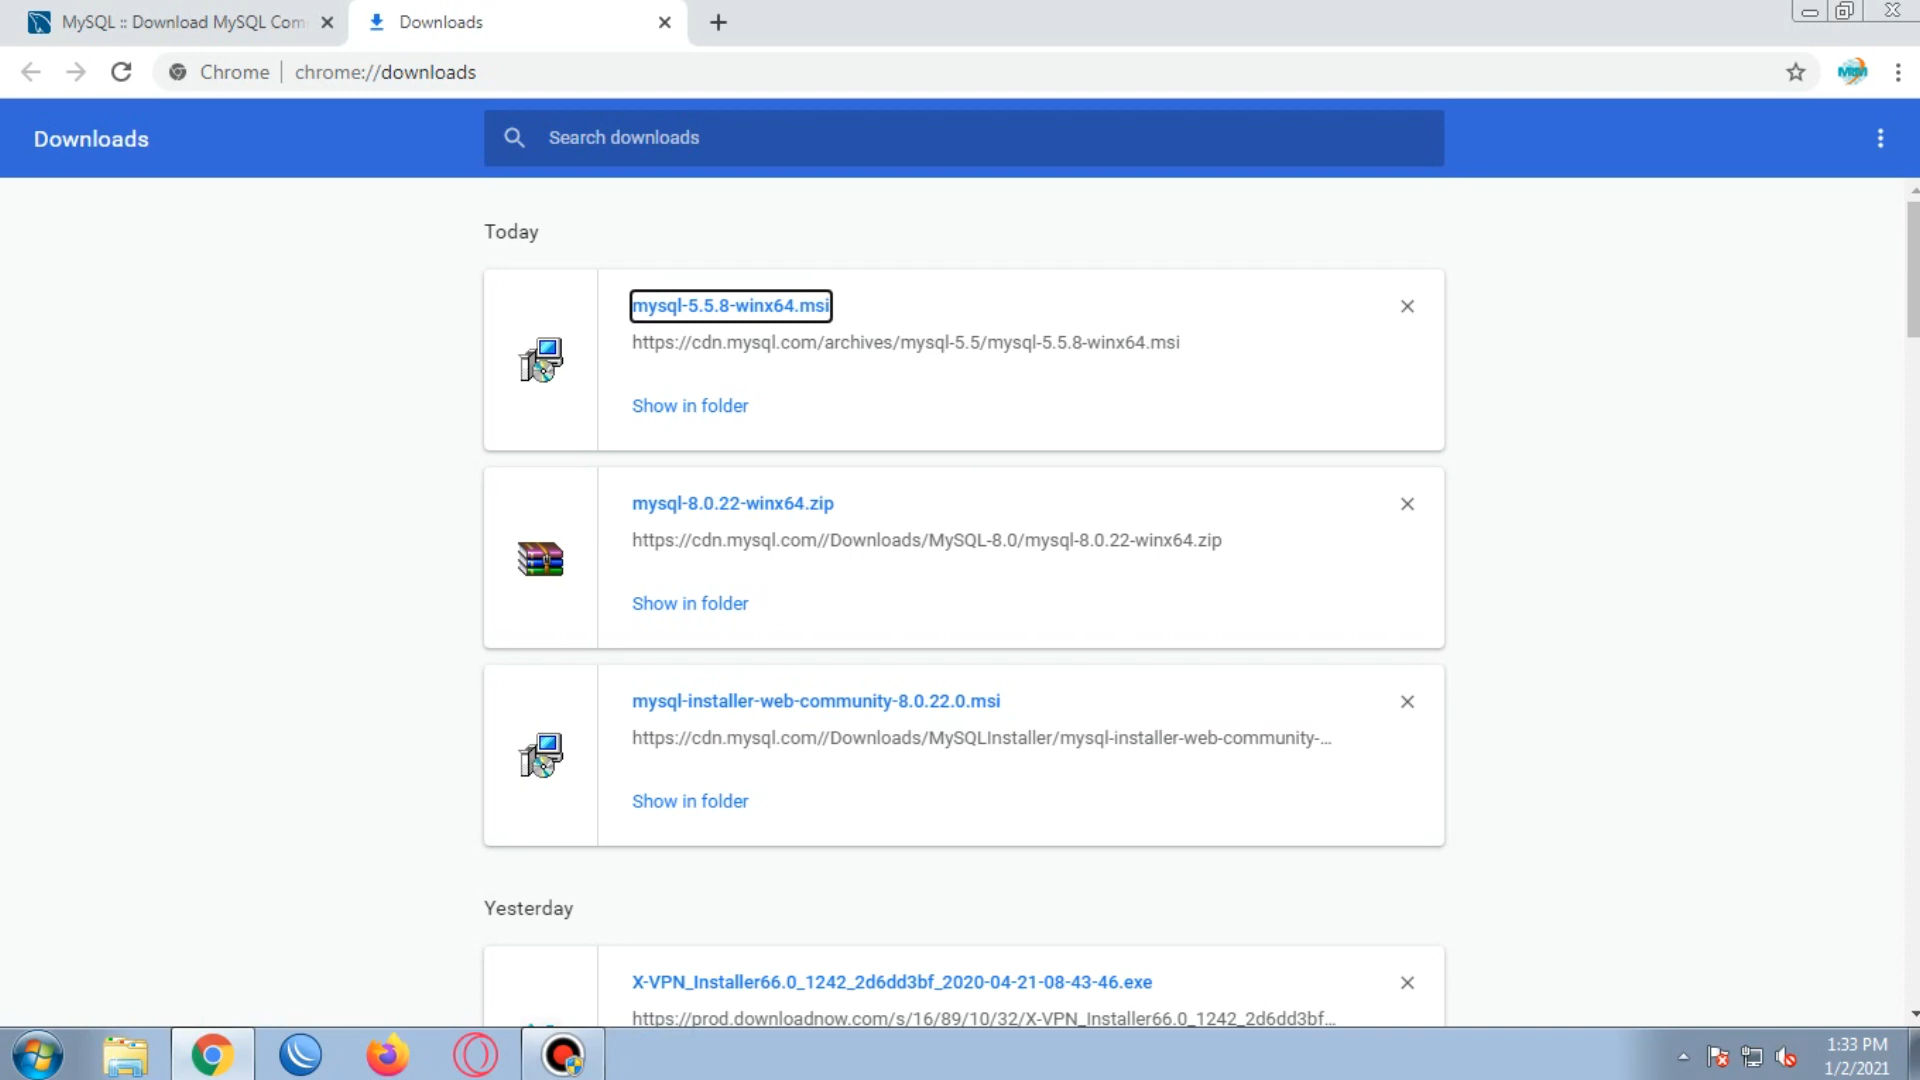 MySQL :: Download MySQL Com
Downloads
Chrome
chrome://downloads
Downloads
Search downloads
Today
mysql-5.5.8-winx64.msi
https://cdn.mysql.com/archives/mysql-5.5/mysql-5.5.8-winx64.msi
Show in folder
mysql-8.0.22-winx64.zip
https://cdn.mysql.com//Downloads/MySQL-8.0/mysql-8.0.22-winx64.zip
Show in folder
mysql-installer-web-community-8.0.22.0.msi
https://cdn.mysql.com//Downloads/MySQLInstaller/mysql-installer-web-community-...
Show in folder
Yesterday
X-VPN_Installer66.0_1242_2d6dd3bf_2020-04-21-08-43-46.exe
https://prod.downloadnow.com/s/16/89/10/32/X-VPN_Installer66.0_1242_2d6dd3bf...
1:33 PM
1/2/2021